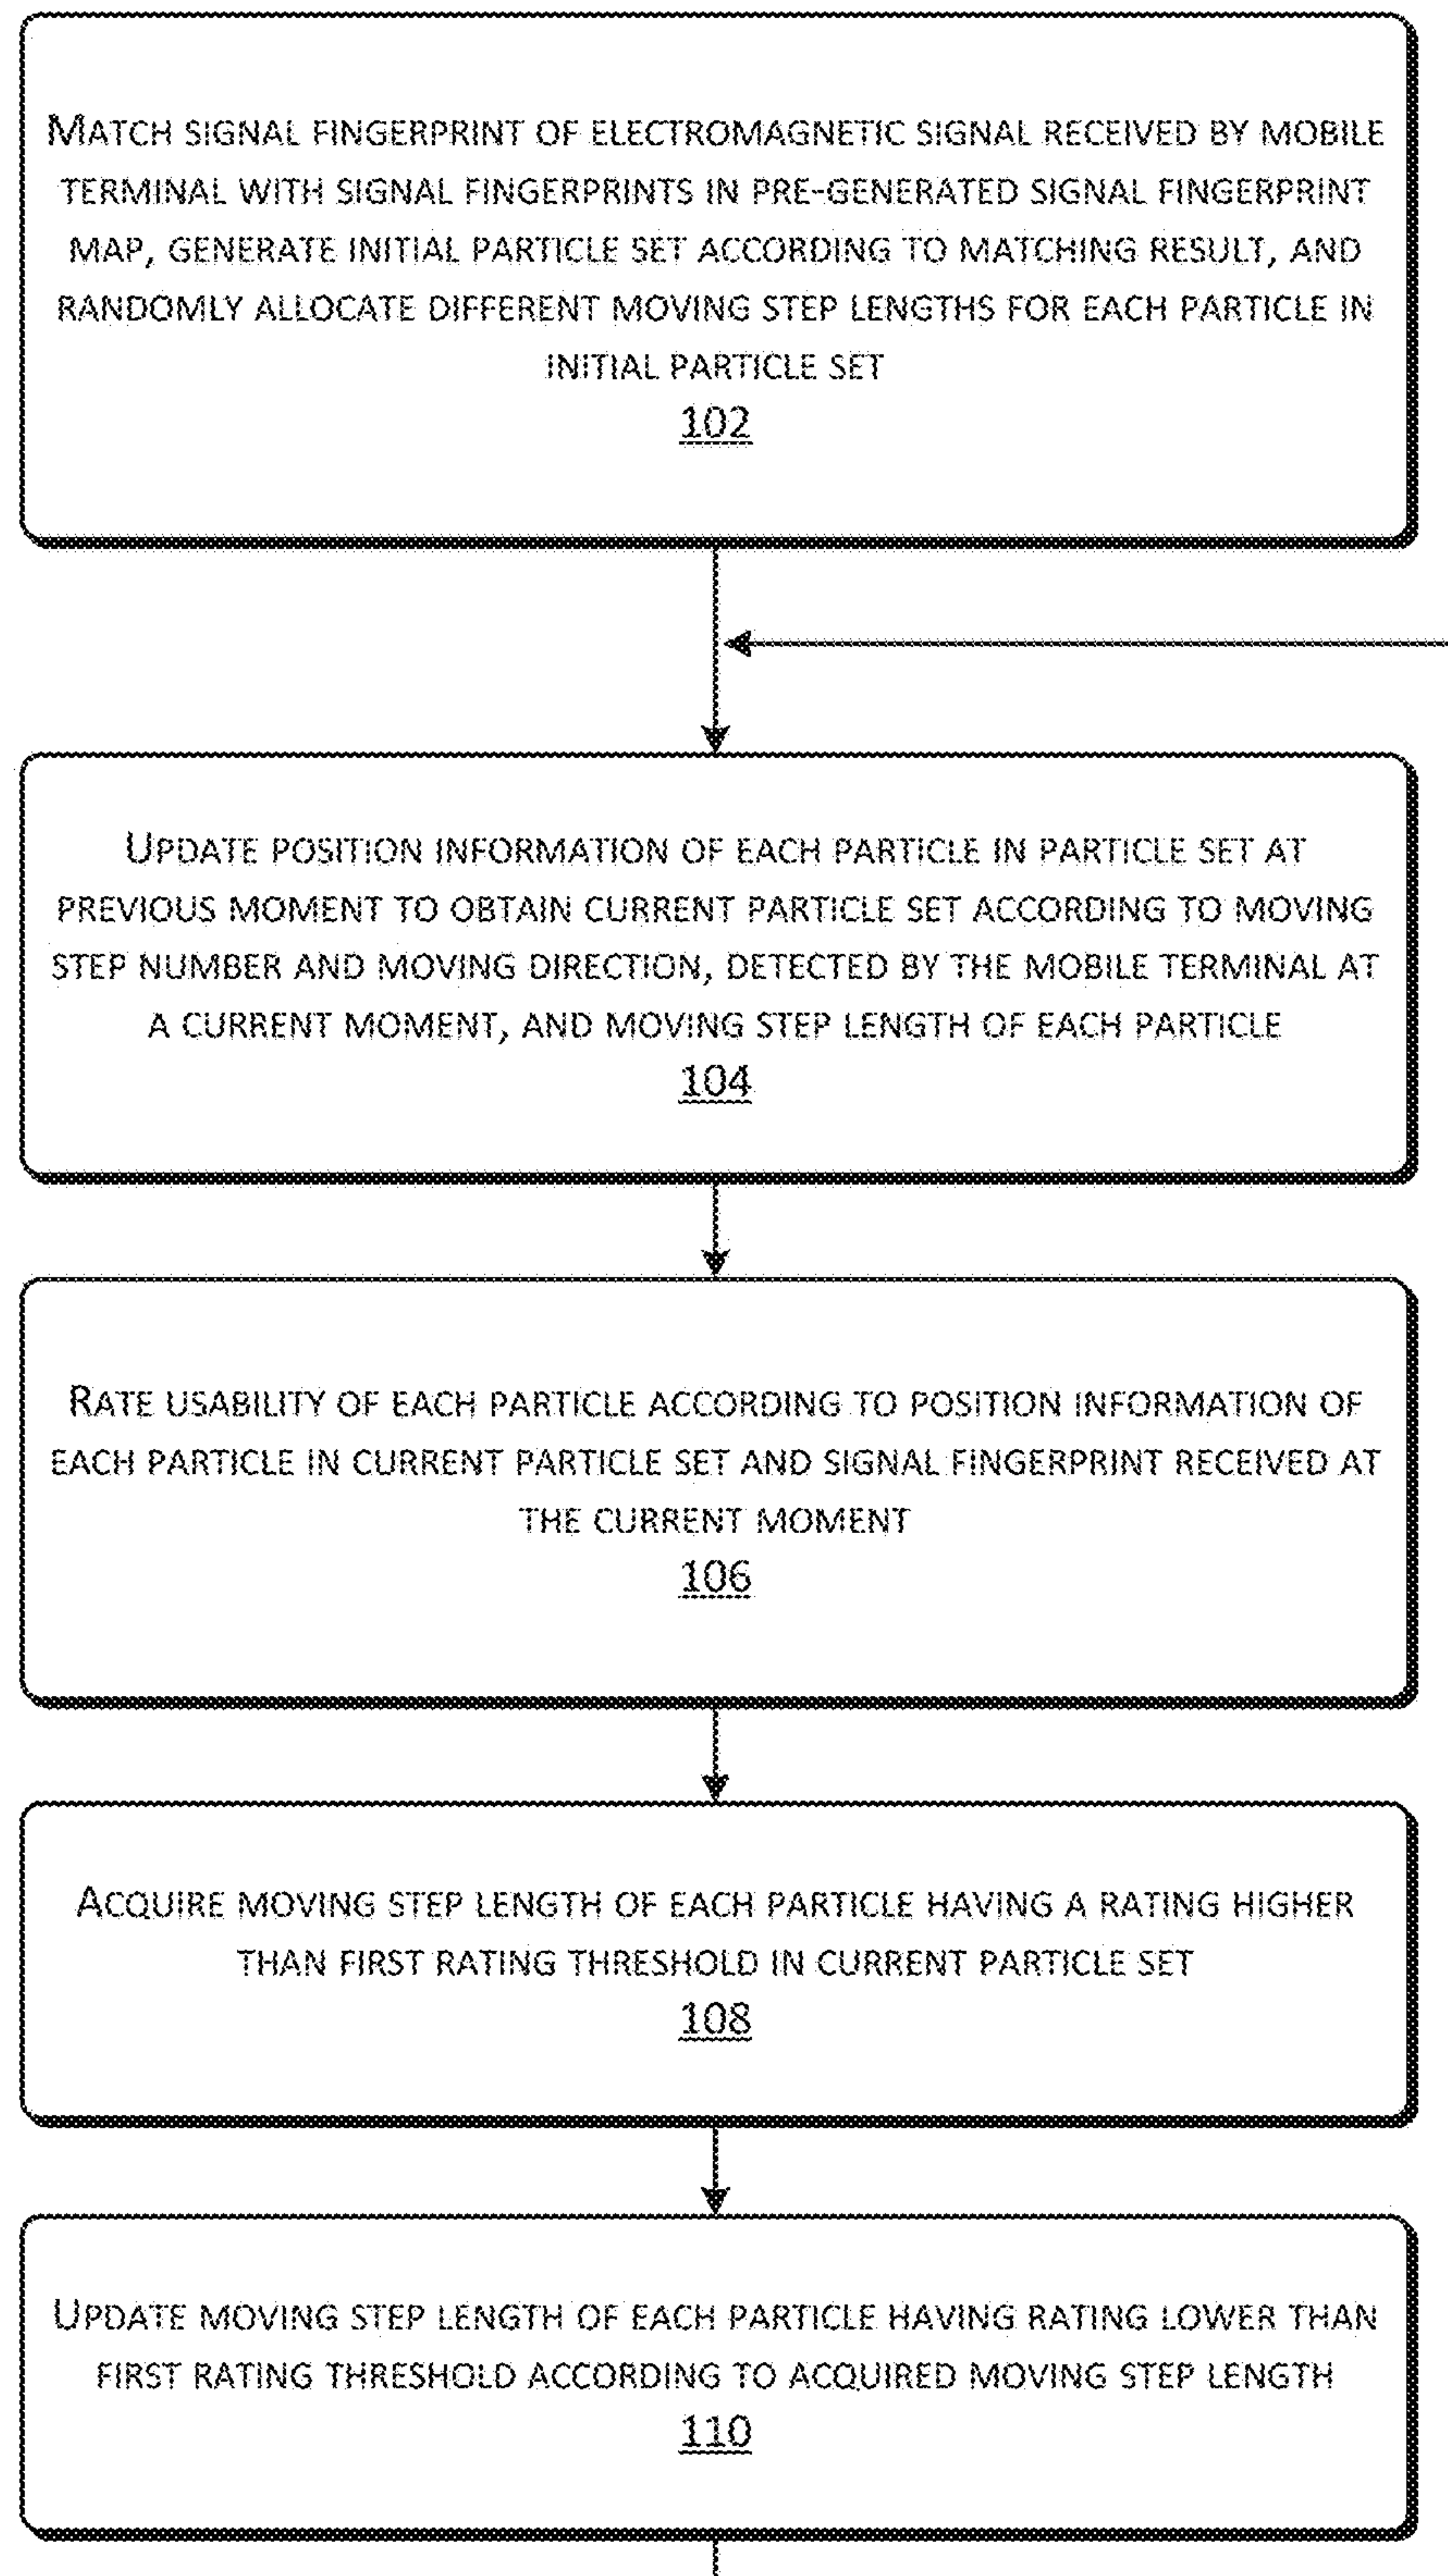 MATCH SIGNAL FINGERPRINT OF ELECTROMAGNETIC SIGNAL RECEIVED BY MOBILE
TERMINAL WITH SIGNAL FINGERPRINTS IN PRE-GENERATED SIGNAL FINGERPRINT
MAP, GENERATE INITIAL PARTICLE SET ACCORDING TO MATCHING RESULT, AND
RANDOMLY ALLOCATE DIFFERENT MOVING STEP LENGTHS FOR EACH PARTICLE IN
INITIAL PARTICLE SET
102
UPDATE POSITION INFORMATION OF EACH PARTICLE IN PARTICLE SET AT
PREVIOUS MOMENT TO OBTAIN CURRENT PARTICLE SET ACCORDING TO MOVING
STEP NUMBER AND MOVING DIRECTION, DETECTED BY THE MOBILE TERMINAL AT
A CURRENT MOMENT, AND MOVING STEP LENGTH OF EACH PARTICLE
104
RATE USABILITY OF EACH PARTICLE ACCORDING TO POSITION INFORMATION OF
EACH PARTICLE IN CURRENT PARTICLE SET AND SIGNAL FINGERPRINT RECEIVED AT
THE CURRENT MOMENT
106
ACQUIRE MOVING STEP LENGTH OF EACH PARTICLE HAVING A RATING HIGHER
THAN FIRST RATING THRESHOLD IN CURRENT PARTICLE SET
108
UPDATE MOVING STEP LENGTH OF EACH PARTICLE HAVING RATING LOWER THAN
FIRST RATING THRESHOLD ACCORDING TO ACQUIRED MOVING STEP LENGTH
110